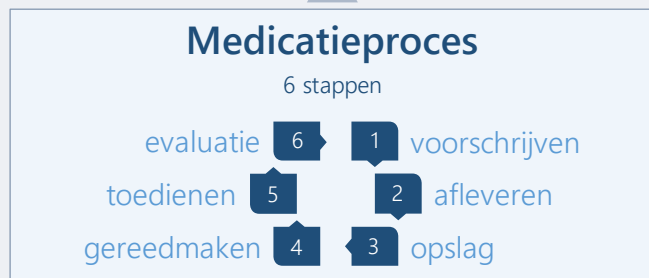 Medicatieproces
6 stappen
evaluatie 6 1 voorschrijven
toedienen 5 2 afleveren
gereedmaken 4 3 opslag